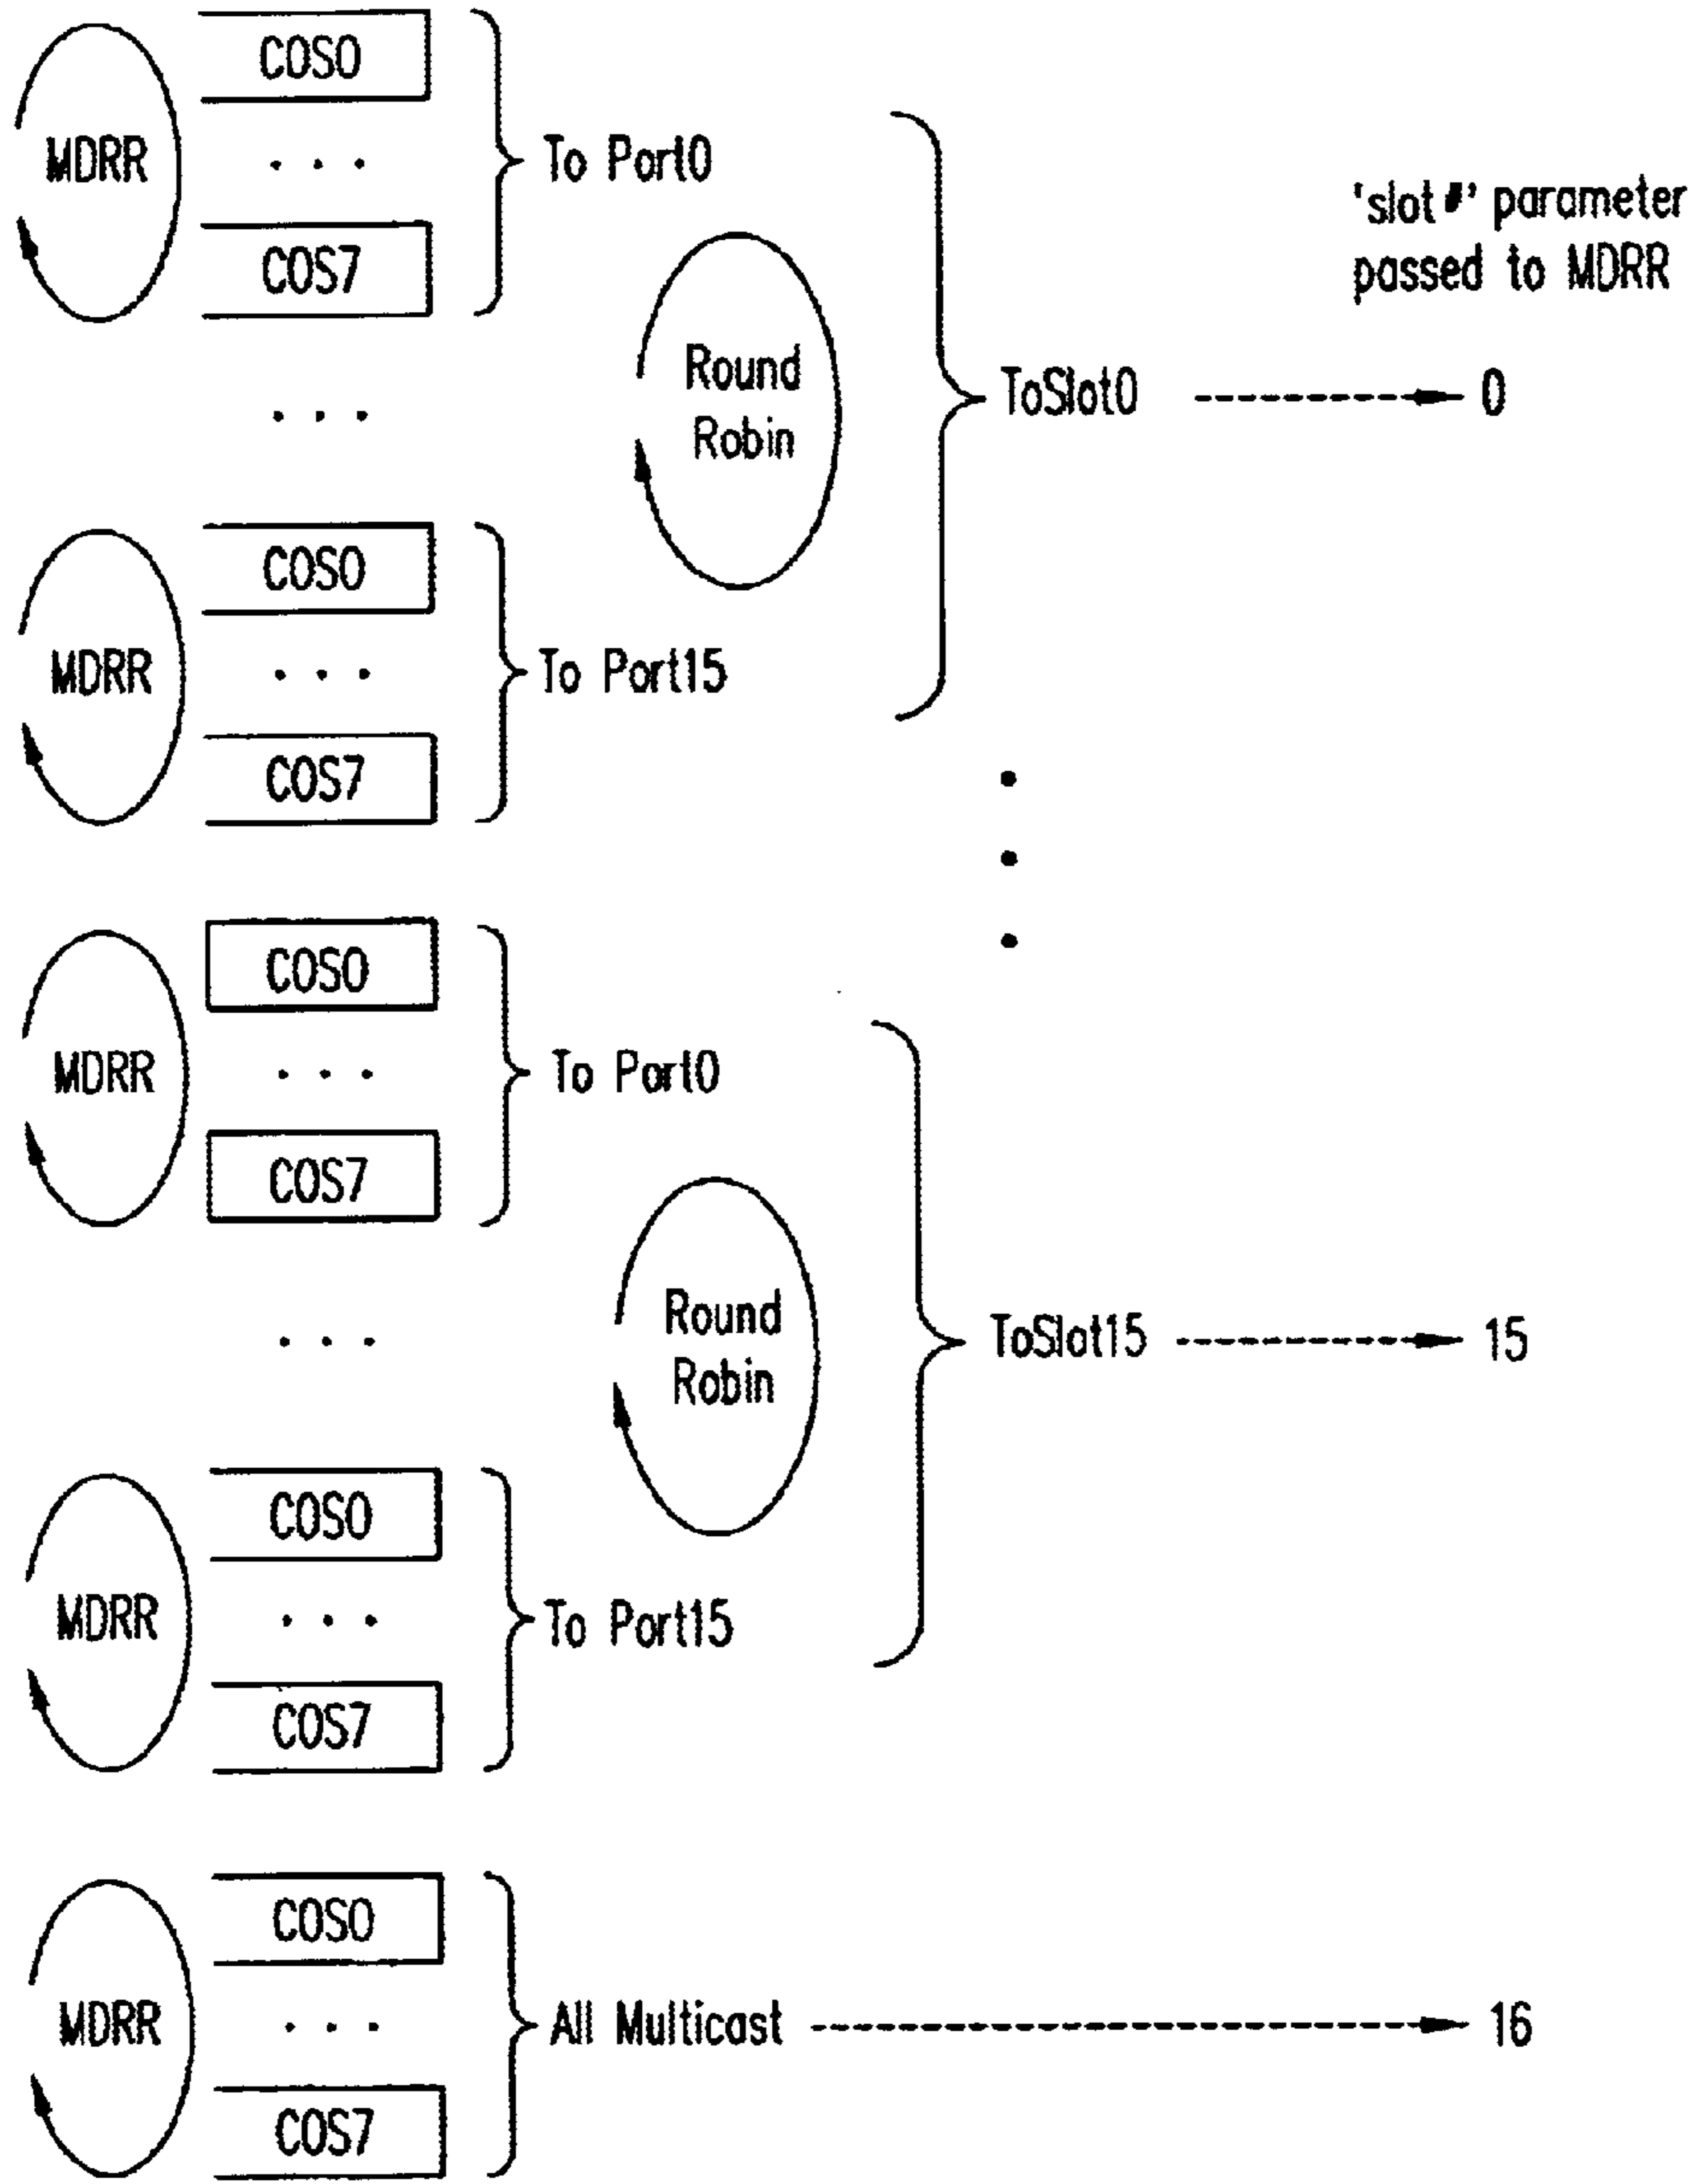 COS0
MDRR
. . .
To Port0
COS7
'slot #' parameter
passed to MDRR
Round
Robin
ToSlot0
0
. . .
COS0
MDRR
. . .
To Port15
COS7
COS0
MDRR
. . .
To Port0
COS7
Round
Robin
ToSlot15
15
. . .
COS0
MDRR
. . .
To Port15
COS7
COS0
MDRR
. . .
All Multicast
16
COS7